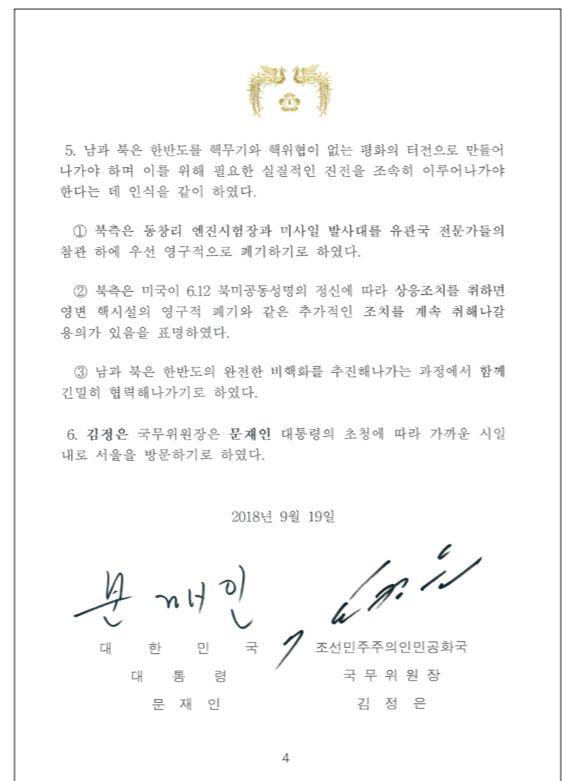 5. 남과 북은 한반도를 핵무기와 핵위협이 없는 평화의 터전으로 만들어
나가야 하며 이를 위해 필요한 실질적인 진전을 조속히 이루어나가야
한다는 데 인식을 같이 하였다.
① 북측은 동창리 엔진시험장과 미사일 발사대를 유관국 전문가들의
참관 하에 우선 영구적으로 폐기하기로 하였다.
② 북측은 미국이 6.12 북미공동성명의 정신에 따라 상응조치를 취하면
영변 핵시설의 영구적 폐기와 같은 추가적인 조치를 계속 취해나갈
용의가 있음을 표명하였다.
③ 남과 북은 한반도의 완전한 비핵화를 추진해나가는 과정에서 함께
긴밀히 협력해나가기로 하였다.
6. 김정은 국무위원장은 문재인 대통령의 초청에 따라 가까운 시일
내로 서울을 방문하기로 하였다.
2018년 9월 19일
문재인
대한민국
대통령
문재인
조선민주주의인민공화국
국무위원장
김정은
4